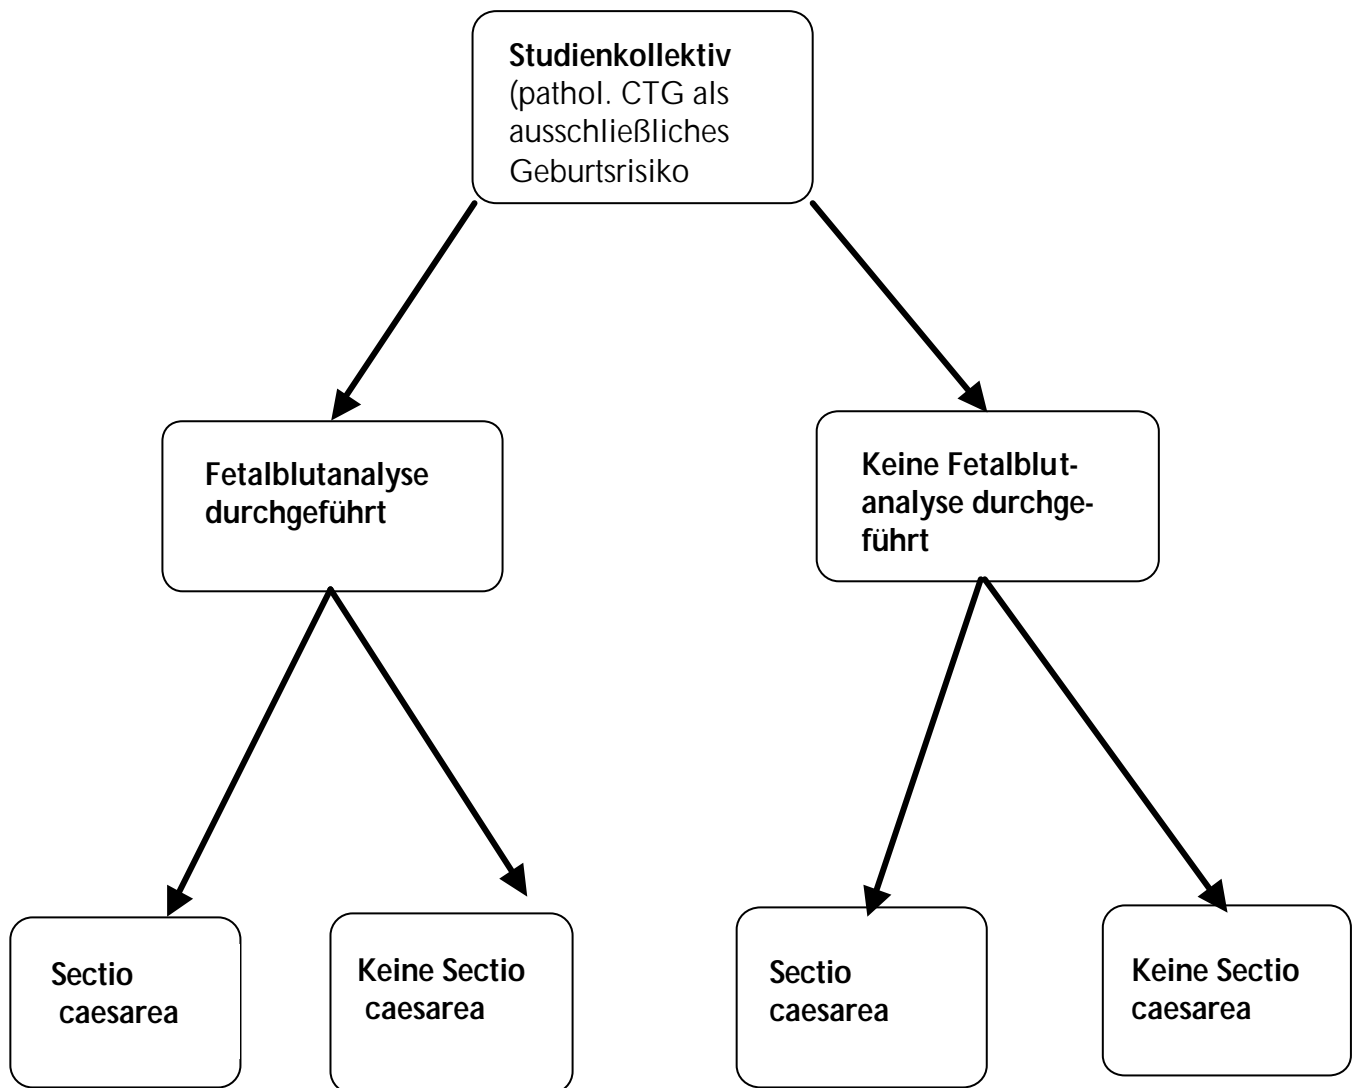 Studienkollektiv
(pathol. CTG als
ausschließliches
Geburtsrisiko
Fetalblutanalyse
durchgeführt
Keine Fetalblut-
analyse durchge-
führt
Sectio
caesarea
Keine Sectio
caesarea
Sectio
caesarea
Keine Sectio
caesarea